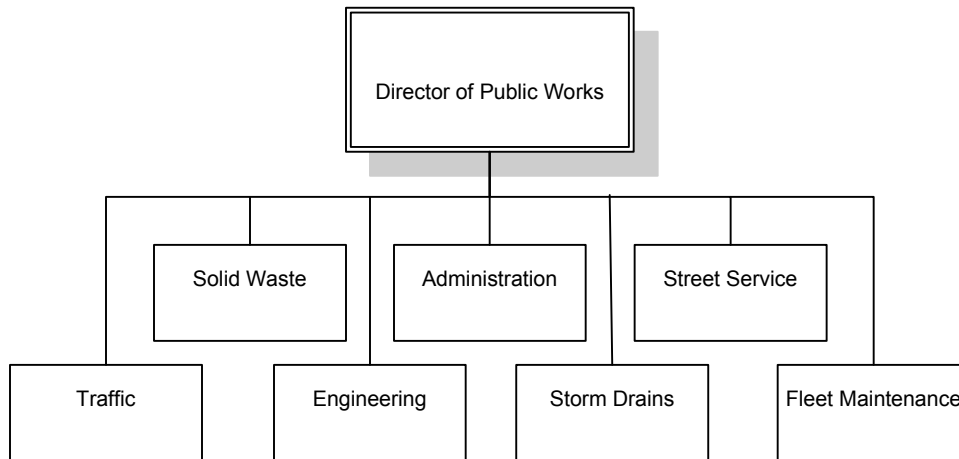 Director of Public Works
Solid Waste
Administration
Street Service
Traffic
Engineering
Storm Drains
Fleet Maintenance